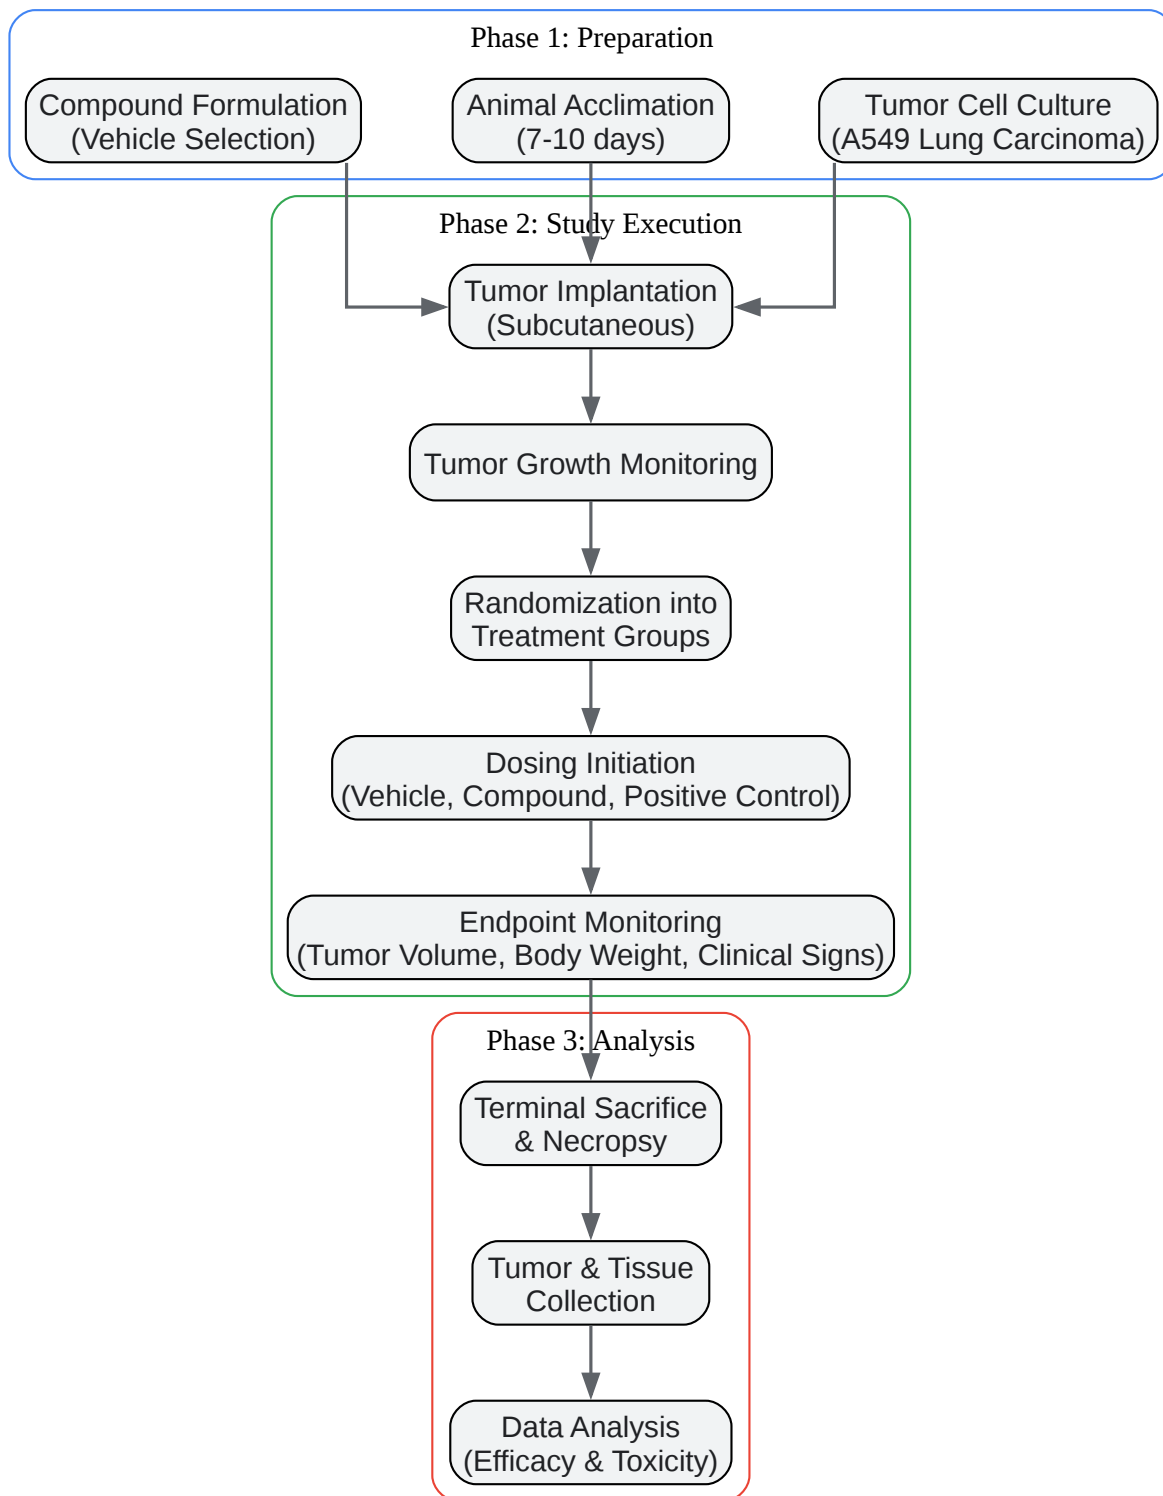 Phase 1: Preparation
Compound Formulation
(Vehicle Selection)
Animal Acclimation
(7-10 days)
Tumor Cell Culture
(A549 Lung Carcinoma)
Phase 2: Study Execution
Tumor Implantation
(Subcutaneous)
Tumor Growth Monitoring
Randomization into
Treatment Groups
Dosing Initiation
(Vehicle, Compound, Positive Control)
Endpoint Monitoring
(Tumor Volume, Body Weight, Clinical Signs)
Phase 3: Analysis
Terminal Sacrifice
& Necropsy
Tumor & Tissue
Collection
Data Analysis
(Efficacy & Toxicity)